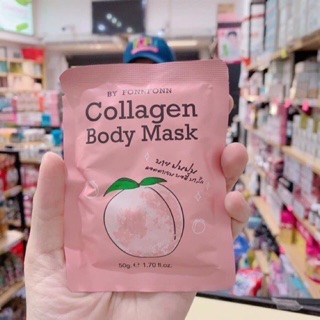 BY FONNFONN
Collagen
Body Mask
50g. ℮ 1.70 fl.oz.